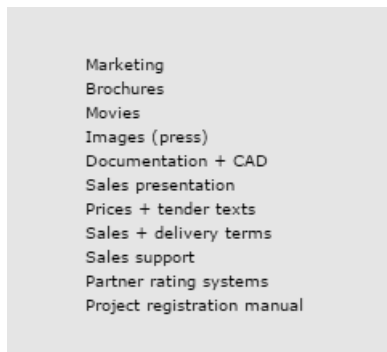 Marketing
Brochures
Movies
Images (press)
Documentation + CAD
Sales presentation
Prices + tender texts
Sales + delivery terms
Sales support
Partner rating systems
Project registration manual